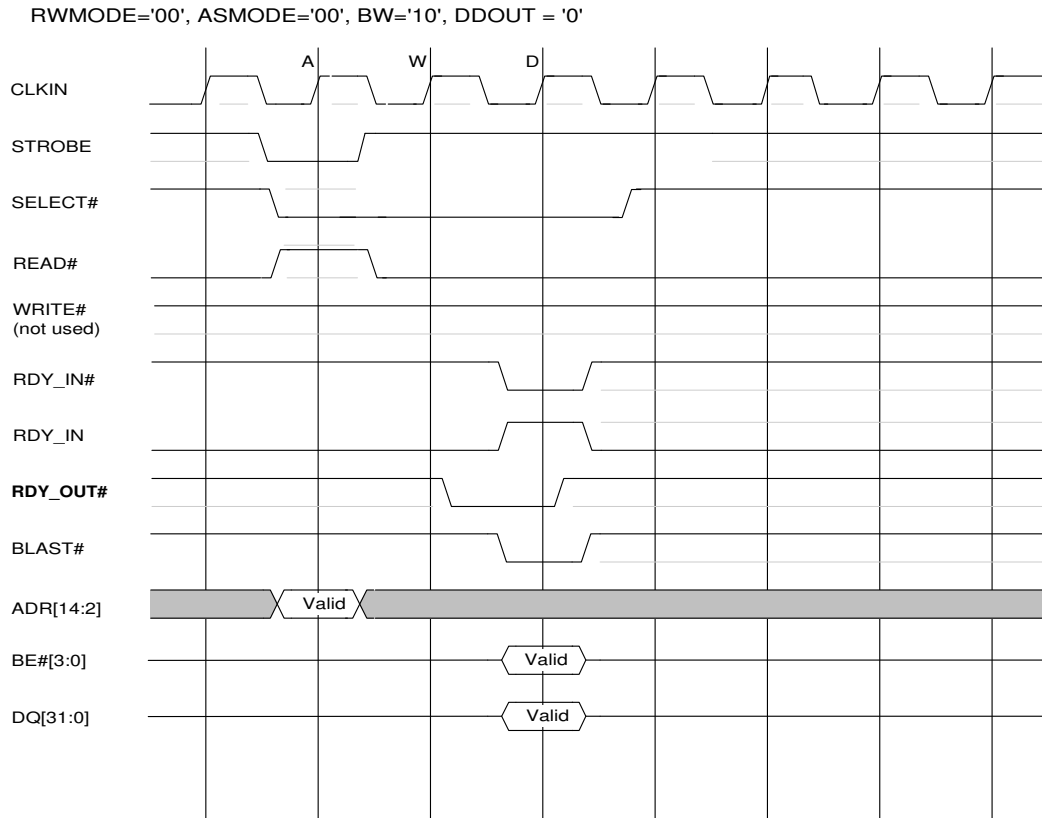 RWMODE='00', ASMODE='00', BW='10', DDOUT = '0'
A W D
CLKIN
STROBE
SELECT#
READ#
WRITE#
(not used)
RDY_IN#
RDY_IN
RDY_OUT#
BLAST#
ADR[14:2] Valid
BE#[3:0] Valid
DQ[31:0] Valid